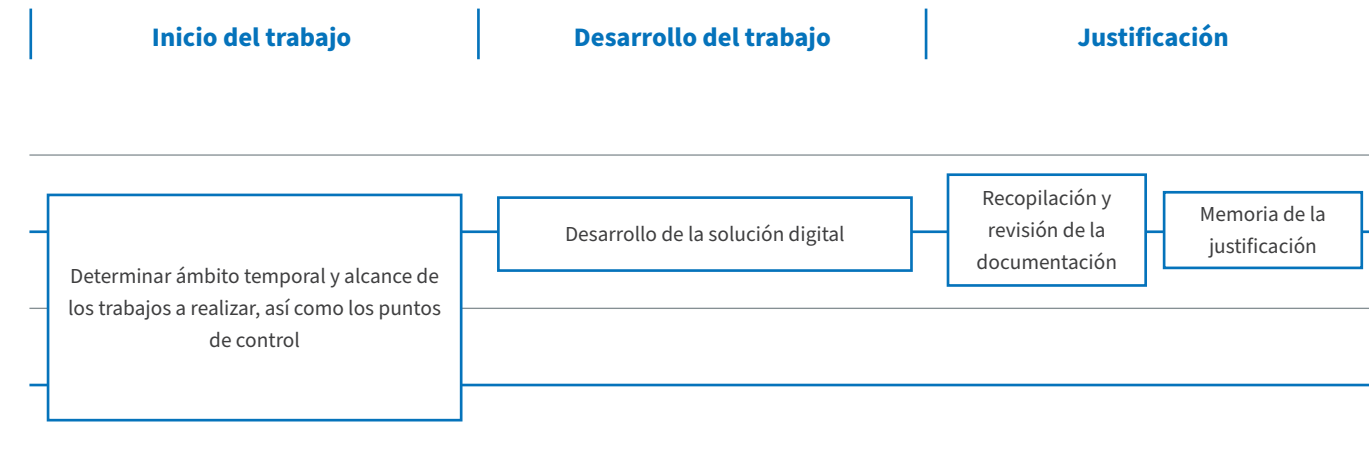 Inicio del trabajo
Desarrollo del trabajo
Justificación
Determinar ámbito temporal y alcance de
los trabajos a realizar, así como los puntos
de control
Desarrollo de la solución digital
Recopilación y
revisión de la
documentación
Memoria de la
justificación